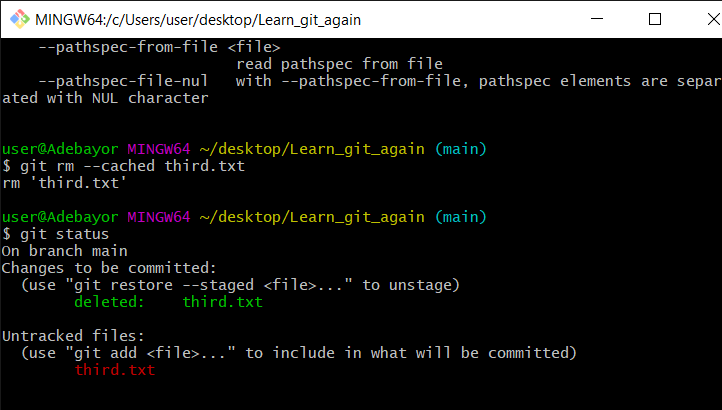 MINGW64:/c/Users/user/desktop/Learn_git_again
--pathspec-from-file <file>
read pathspec from file
--pathspec-file-nul with --pathspec-from-file, pathspec elements are separ
ated with NUL character
user@Adebayor MINGW64 ~/desktop/Learn_git_again (main)
$ git rm --cached third.txt
rm 'third.txt'
user@Adebayor MINGW64 ~/desktop/Learn_git_again (main)
$ git status
On branch main
Changes to be committed:
(use "git restore --staged <file>..." to unstage)
deleted: third.txt
Untracked files:
(use "git add <file>..." to include in what will be committed)
third.txt